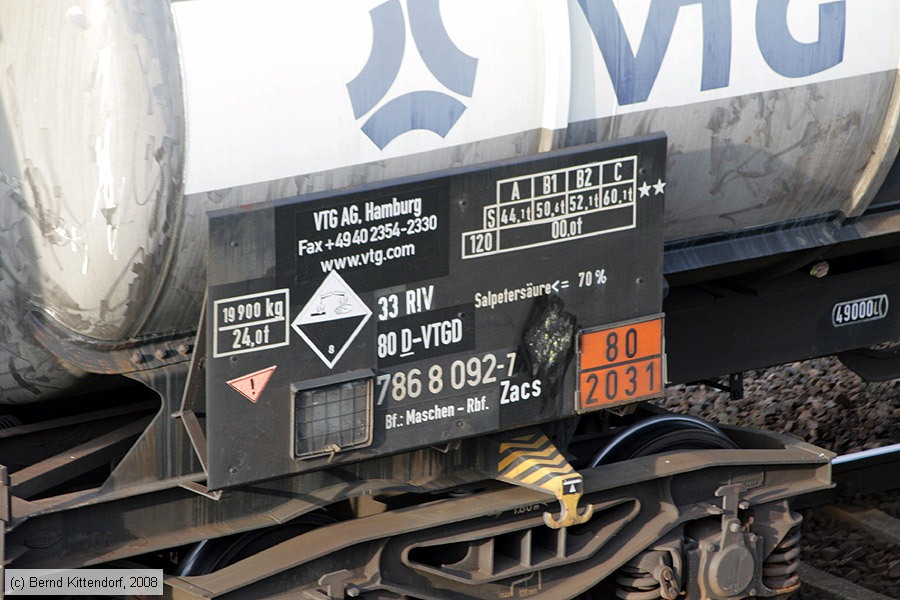 VTG
VTG AG, Hamburg
Fax +49 40 2354-2330
www.vtg.com
A B1 B2 C
S 44,1t 50,6t 52,1t 60,1t ★★
120 00,0t
19 900 kg
24,0t
8
33 RIV
80 D-VTGD
786 8 092-7
Zacs
Bf.: Maschen - Rbf.
Salpetersäure<= 70 %
80
2031
49000l
!
(c) Bernd Kittendorf, 2008